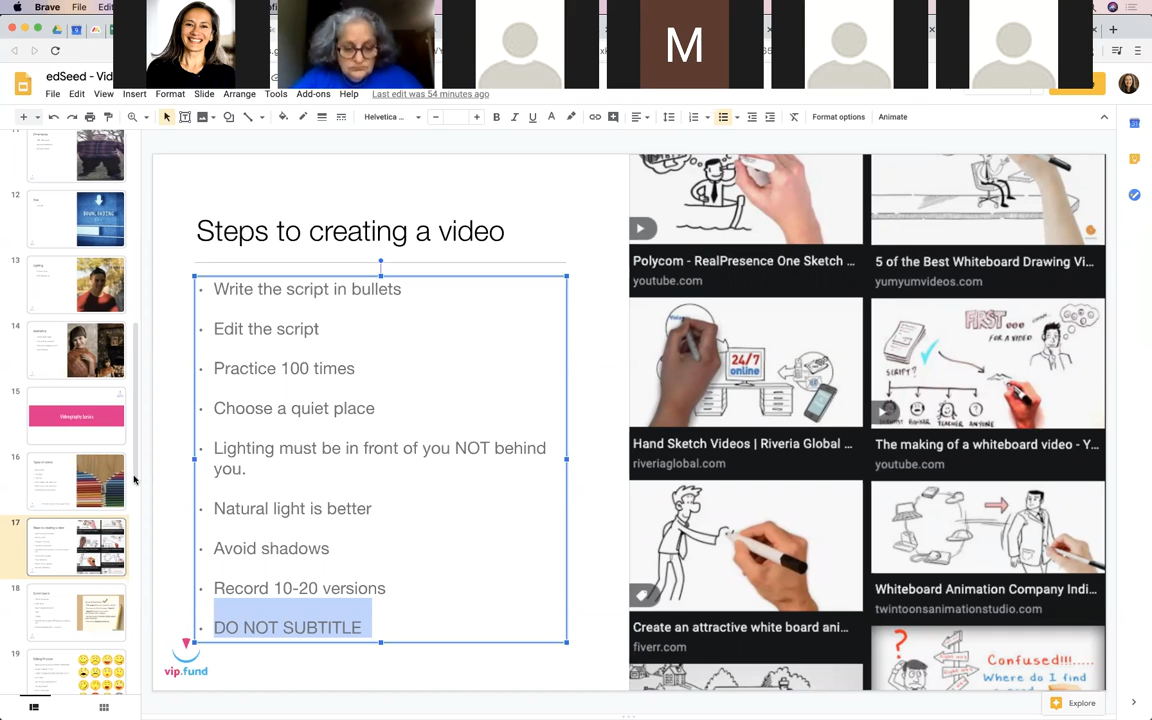 Brave File Edi
edSeed - Vid
File Edit View Insert Format Slide Arrange Tools Add-ons Help Last edit was 54 minutes ago
M
Helvetica ... B I U A Format options Animate
12
13
14
15
16
17
18
19
Steps to creating a video
· Write the script in bullets
· Edit the script
· Practice 100 times
· Choose a quiet place
· Lighting must be in front of you NOT behind
you.
· Natural light is better
· Avoid shadows
· Record 10-20 versions
· DO NOT SUBTITLE
vip.fund
Polycom - RealPresence One Sketch ...
youtube.com
5 of the Best Whiteboard Drawing Vi...
yumyumvideos.com
24/7
online
Hand Sketch Videos | Riveria Global ...
riveriaglobal.com
FIRST...
FOR A VIDEO
SCRIPT?
TEACHER ANYONE
The making of a whiteboard video - Y...
youtube.com
Create an attractive white board ani...
fiverr.com
Whiteboard Animation Company Indi...
twintoonsanimationstudio.com
Confused!!!.....
Where do I find
Explore